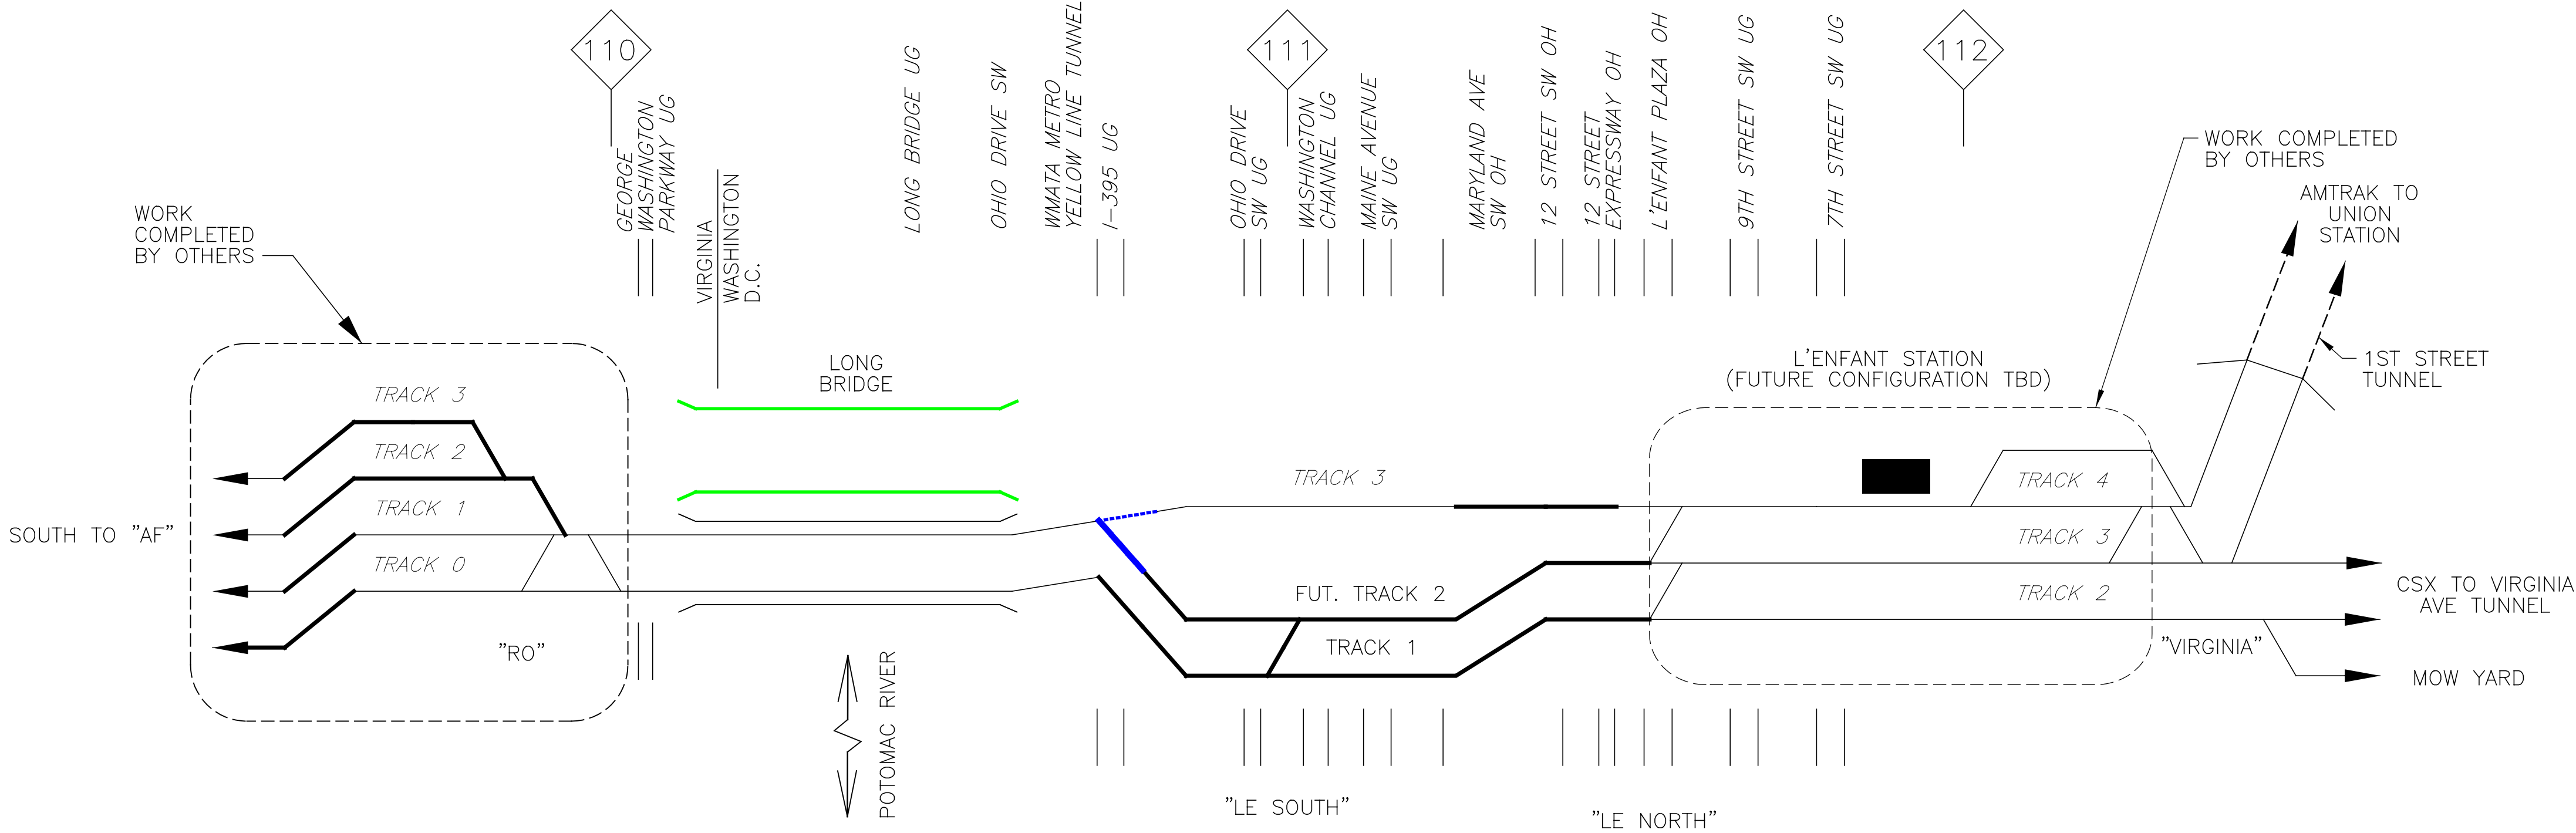 110
111
112
GEORGE
WASHINGTON
PARKWAY UG
VIRGINIA
WASHINGTON
D.C.
LONG BRIDGE UG
OHIO DRIVE SW
WMATA METRO
YELLOW LINE TUNNEL
I-395 UG
OHIO DRIVE
SW UG
WASHINGTON
CHANNEL UG
MAINE AVENUE
SW UG
MARYLAND AVE
SW OH
12 STREET SW OH
12 STREET
EXPRESSWAY OH
L'ENFANT PLAZA OH
9TH STREET SW UG
7TH STREET SW UG
WORK COMPLETED
BY OTHERS
AMTRAK TO
UNION
STATION
WORK
COMPLETED
BY OTHERS
LONG
BRIDGE
L'ENFANT STATION
(FUTURE CONFIGURATION TBD)
1ST STREET
TUNNEL
TRACK 3
TRACK 2
TRACK 1
TRACK 0
SOUTH TO "AF"
"RO"
TRACK 3
FUT. TRACK 2
TRACK 1
TRACK 4
TRACK 3
TRACK 2
CSX TO VIRGINIA
AVE TUNNEL
"VIRGINIA"
MOW YARD
POTOMAC RIVER
"LE SOUTH"
"LE NORTH"